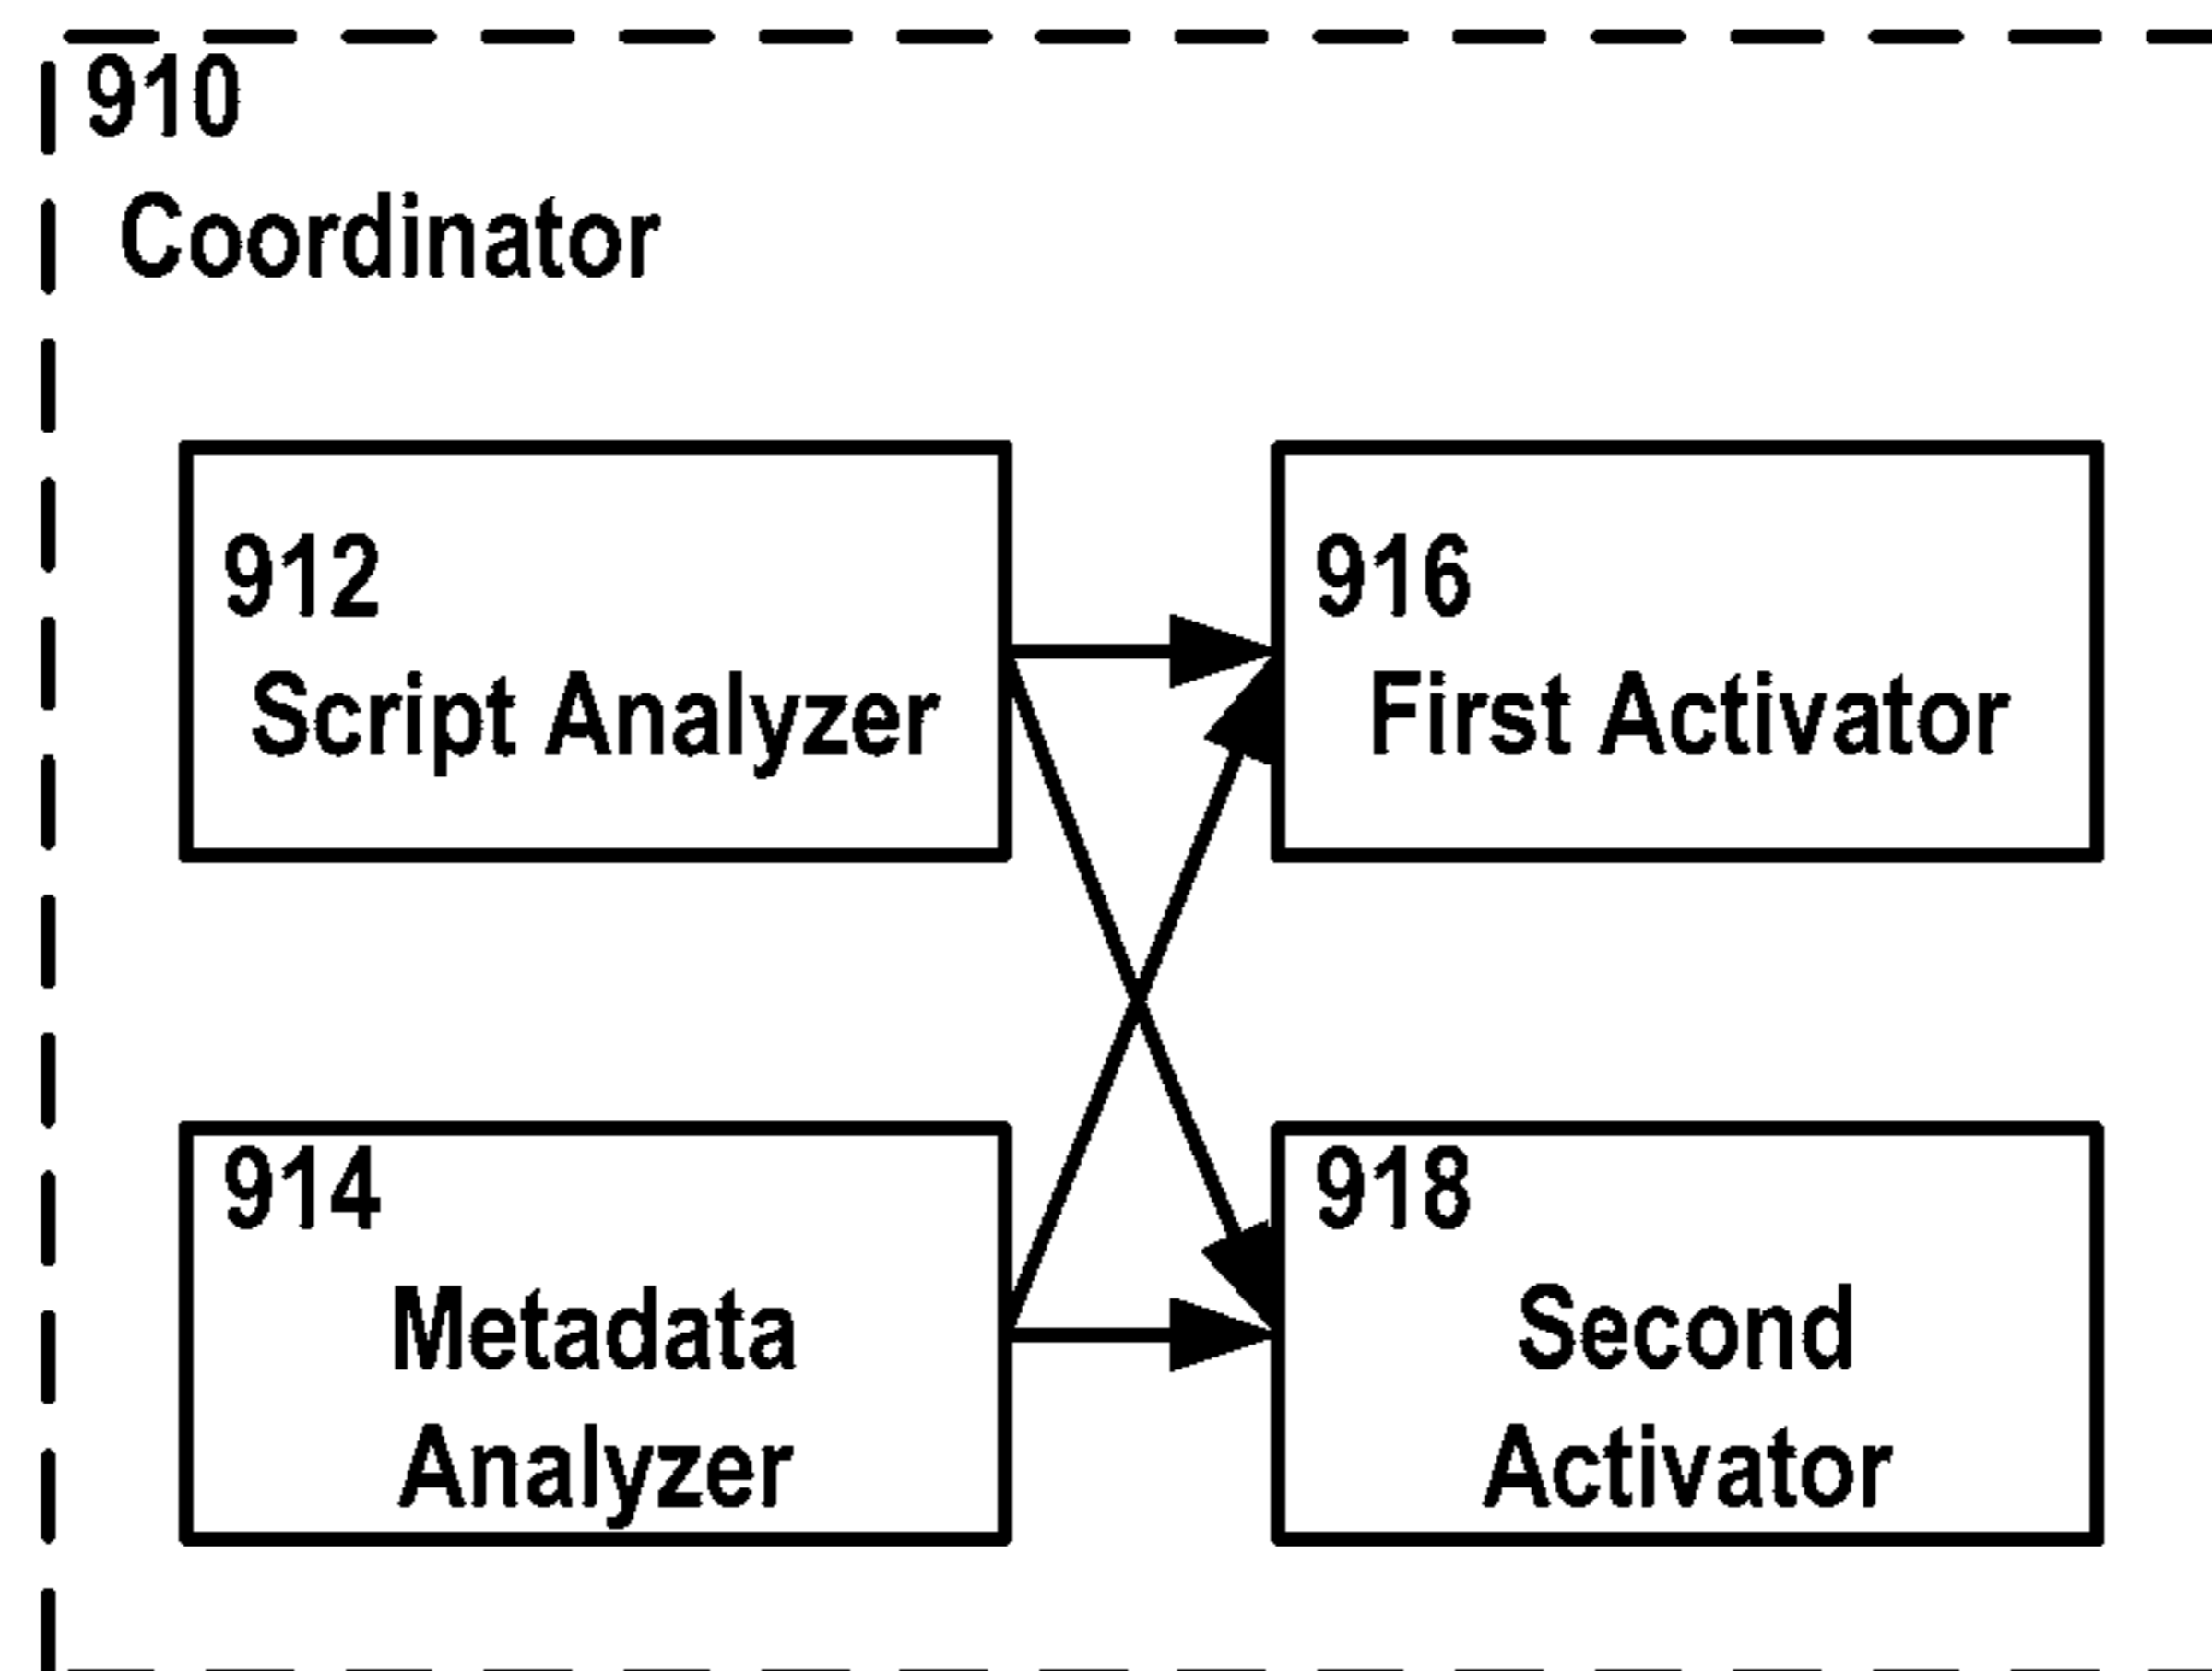 910
Coordinator
912
Script Analyzer
916
First Activator
914
Metadata
Analyzer
918
Second
Activator